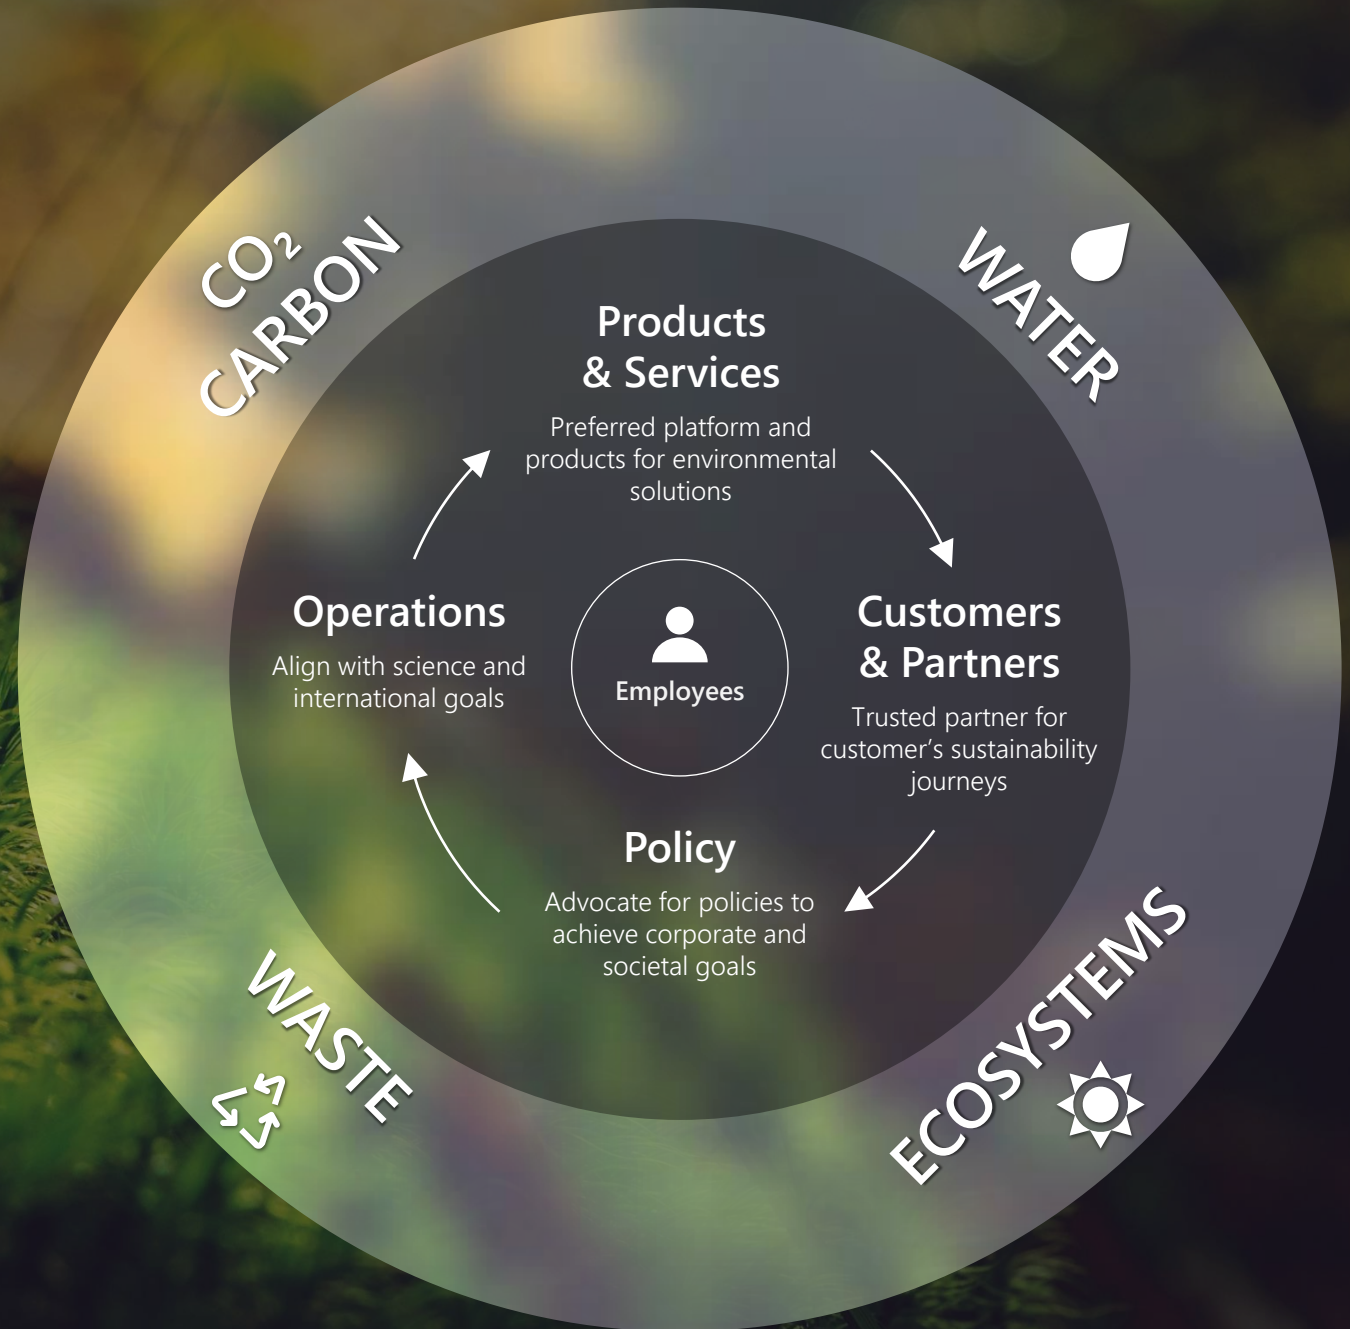 CO₂
CARBON
WATER
Products
& Services
Preferred platform and
products for environmental
solutions
Operations
Align with science and
international goals
Employees
Customers
& Partners
Trusted partner for
customer’s sustainability
journeys
Policy
Advocate for policies to
achieve corporate and
societal goals
WASTE
ECOSYSTEMS